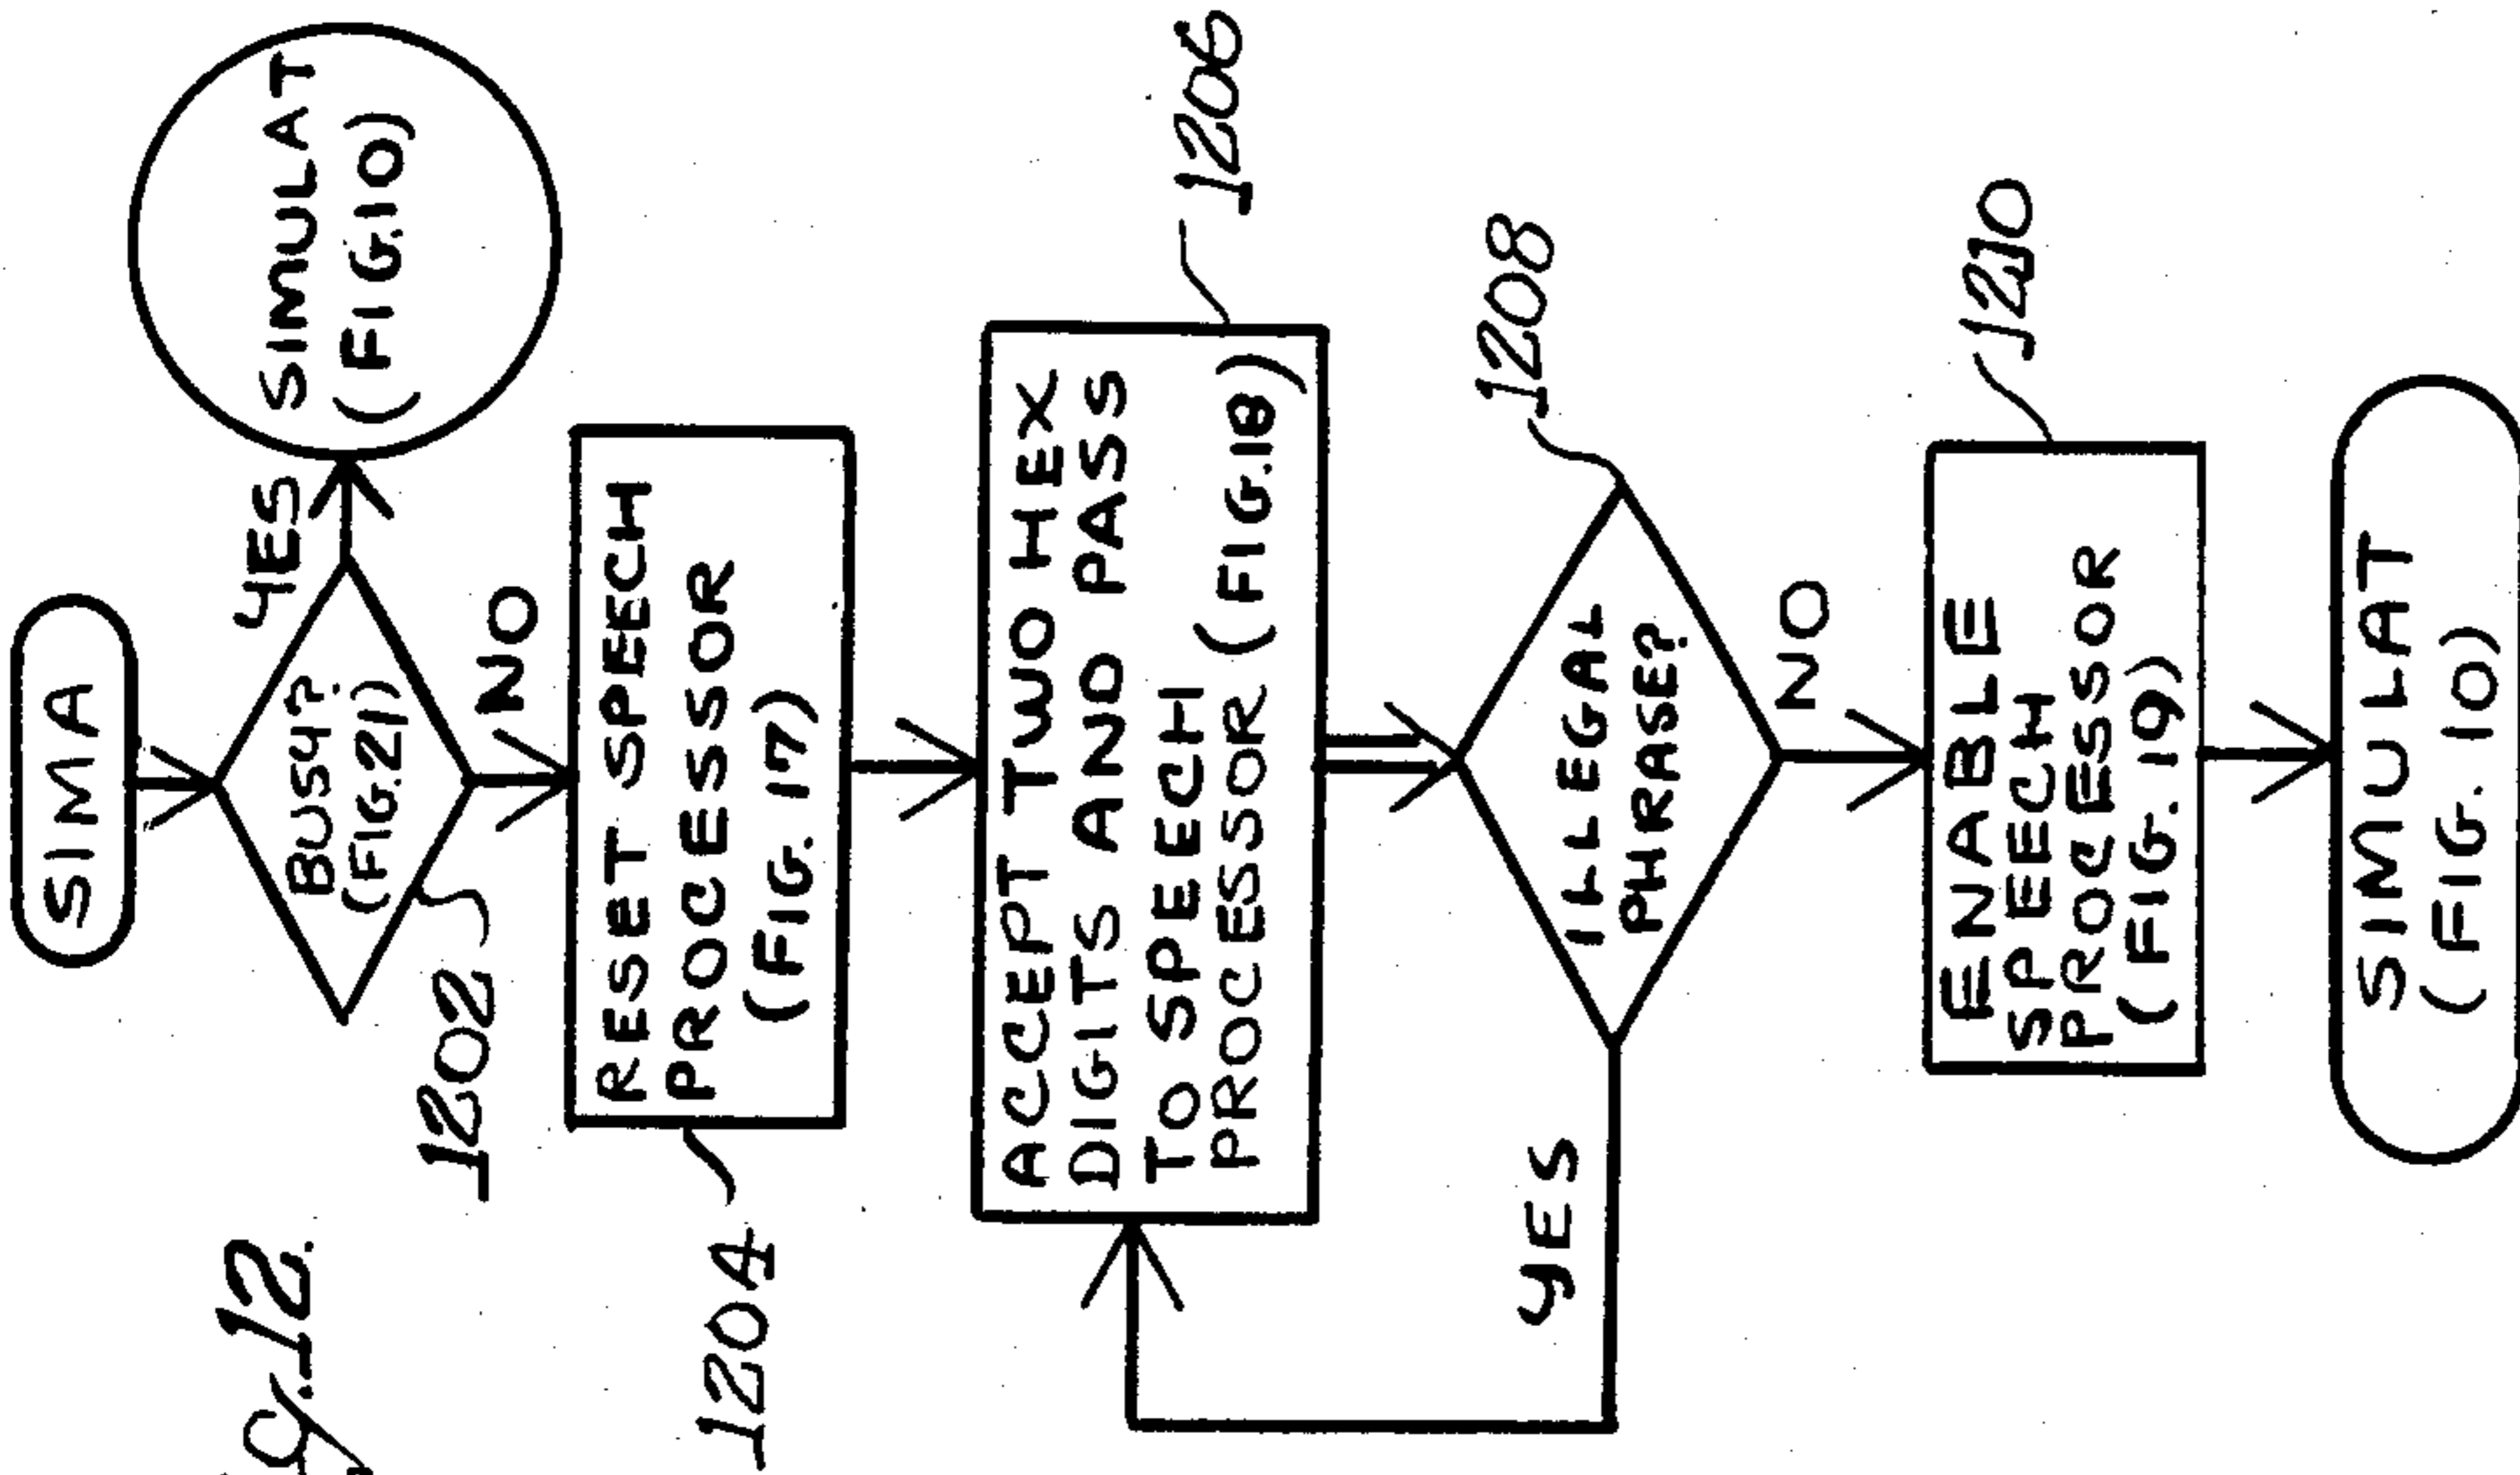 Fig. 12.
SIMA
BUSY?
(FIG.21)
YES
SIMULAT
(FIG.10)
1202
NO
RESET SPEECH
PROCESSOR
(FIG. 17)
1204
ACCEPT TWO HEX
DIGITS AND PASS
TO SPEECH
PROCESSOR (FIG.18)
1206
ILLEGAL
PHRASE?
1208
YES
NO
ENABLE
SPEECH
PROCESSOR
(FIG. 19)
1210
SIMULAT
(FIG. 10)